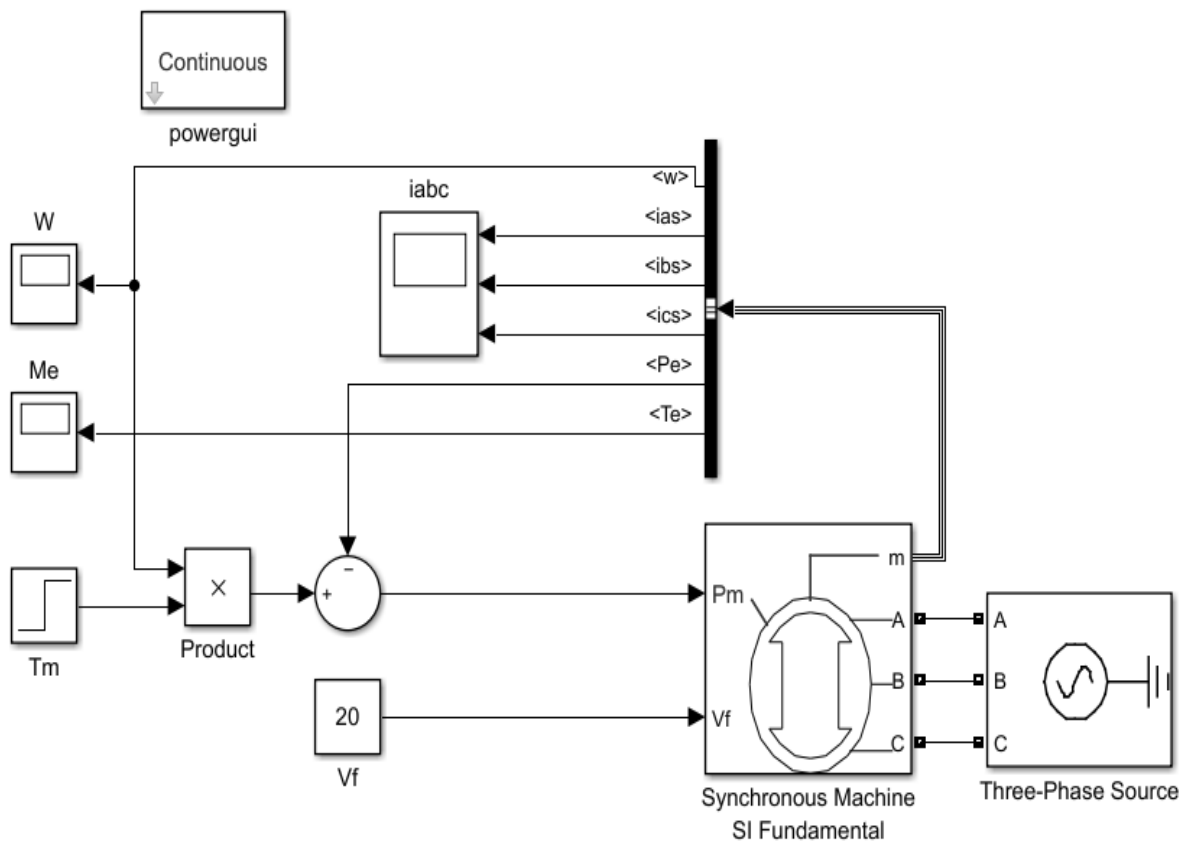 Continuous
powergui
<w>
iabc
<ias>
W
<ibs>
<ics>
<Pe>
Me
<Te>
m
Pm
×
−
+
A
A
Product
Tm
B
B
20
Vf
C
C
Vf
Synchronous Machine
SI Fundamental
Three-Phase Source